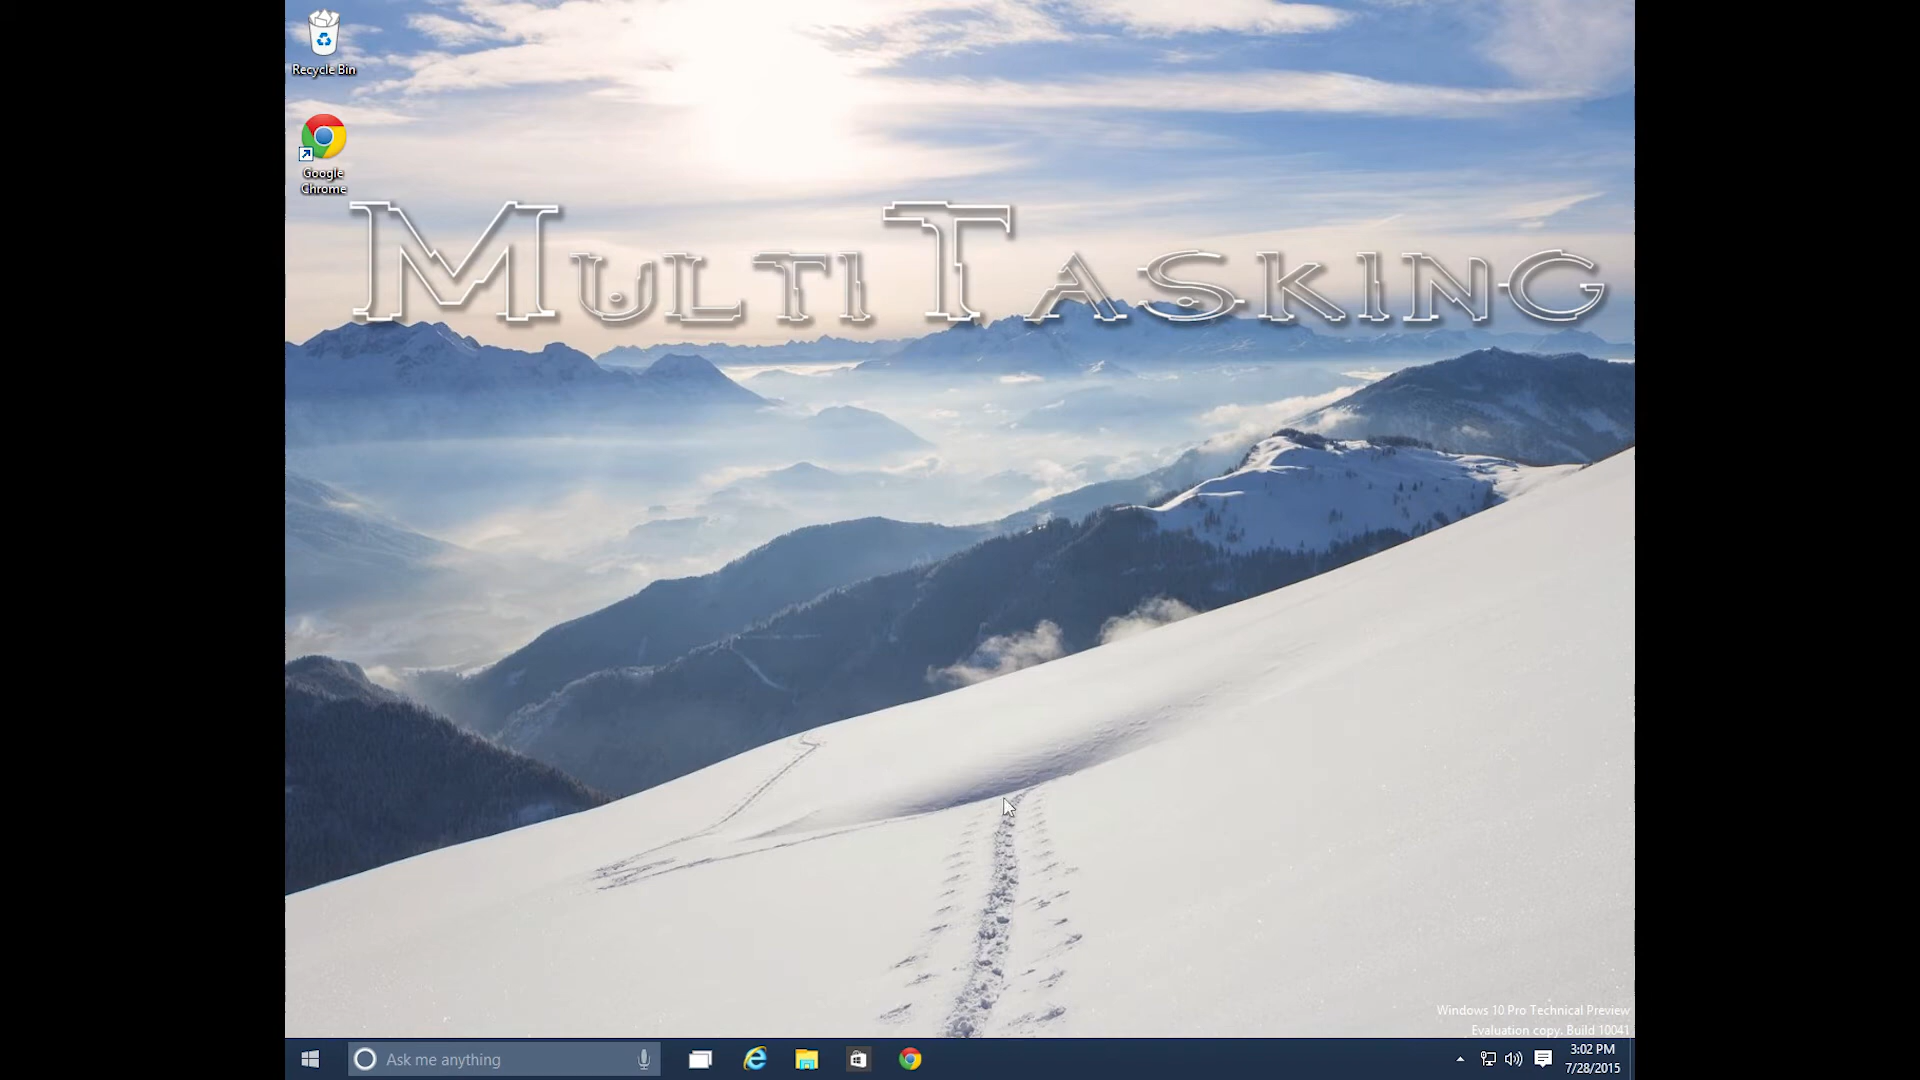 Recycle Bin
Google
Chrome
MultiTasking
Windows 10 Pro Technical Preview
Evaluation copy. Build 10041
Ask me anything
3:02 PM
7/28/2015